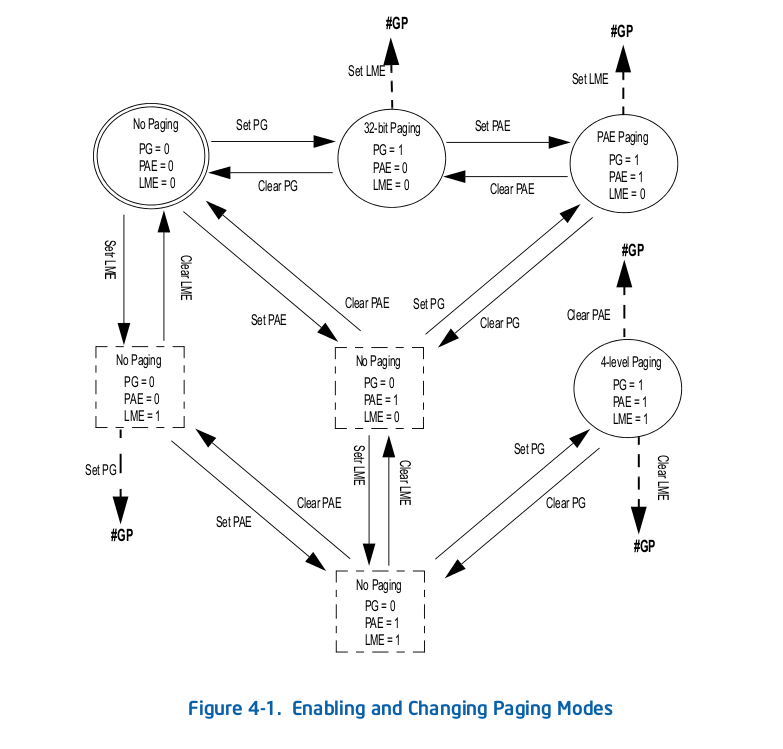 #GP
#GP
Set LME
Set LME
No Paging
PG = 0
PAE = 0
LME = 0
Set PG
Clear PG
32-bit Paging
PG = 1
PAE = 0
LME = 0
Set PAE
Clear PAE
PAE Paging
PG = 1
PAE = 1
LME = 0
Setr LME
Clear LME
Set PAE
Clear PAE
Set PG
Clear PG
#GP
Clear PAE
No Paging
PG = 0
PAE = 0
LME = 1
No Paging
PG = 0
PAE = 1
LME = 0
4-level Paging
PG = 1
PAE = 1
LME = 1
Set PG
#GP
Set PAE
Clear PAE
Setr LME
Clear LME
Set PG
Clear PG
Clear LME
#GP
No Paging
PG = 0
PAE = 1
LME = 1
Figure 4-1. Enabling and Changing Paging Modes